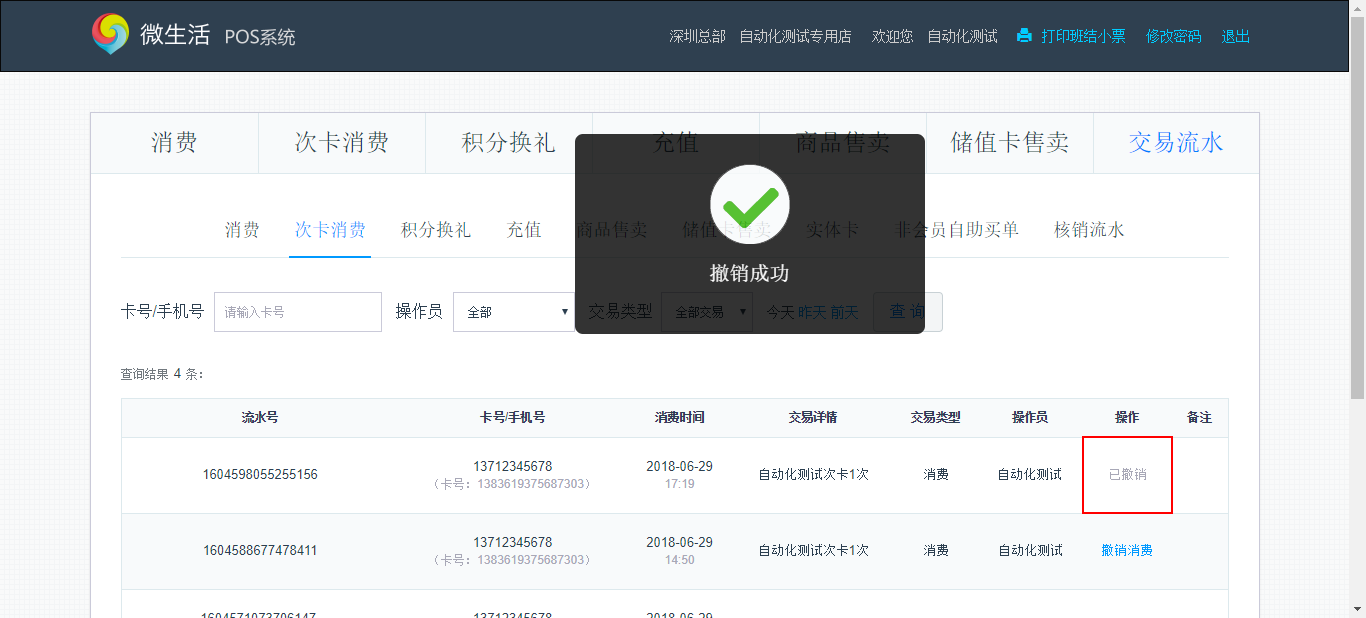 微生活 POS系统
深圳总部 自动化测试专用店 欢迎您 自动化测试 打印班结小票 修改密码 退出
消费 次卡消费 积分换礼 充值 商品售卖 储值卡售卖 交易流水
消费 次卡消费 积分换礼 充值 商品售卖 储值卡售卖 实体卡 非会员自助买单 核销流水
撤销成功
卡号/手机号 请输入卡号 操作员 全部 交易类型 全部交易 今天 昨天 前天 查 询
查询结果 4 条：
流水号 卡号/手机号 消费时间 交易详情 交易类型 操作员 操作 备注
1604598055255156 13712345678 2018-06-29 自动化测试次卡1次 消费 自动化测试 已撤销
（卡号：1383619375687303） 17:19
1604588677478411 13712345678 2018-06-29 自动化测试次卡1次 消费 自动化测试 撤销消费
（卡号：1383619375687303） 14:50
13712345678 2018-06-29